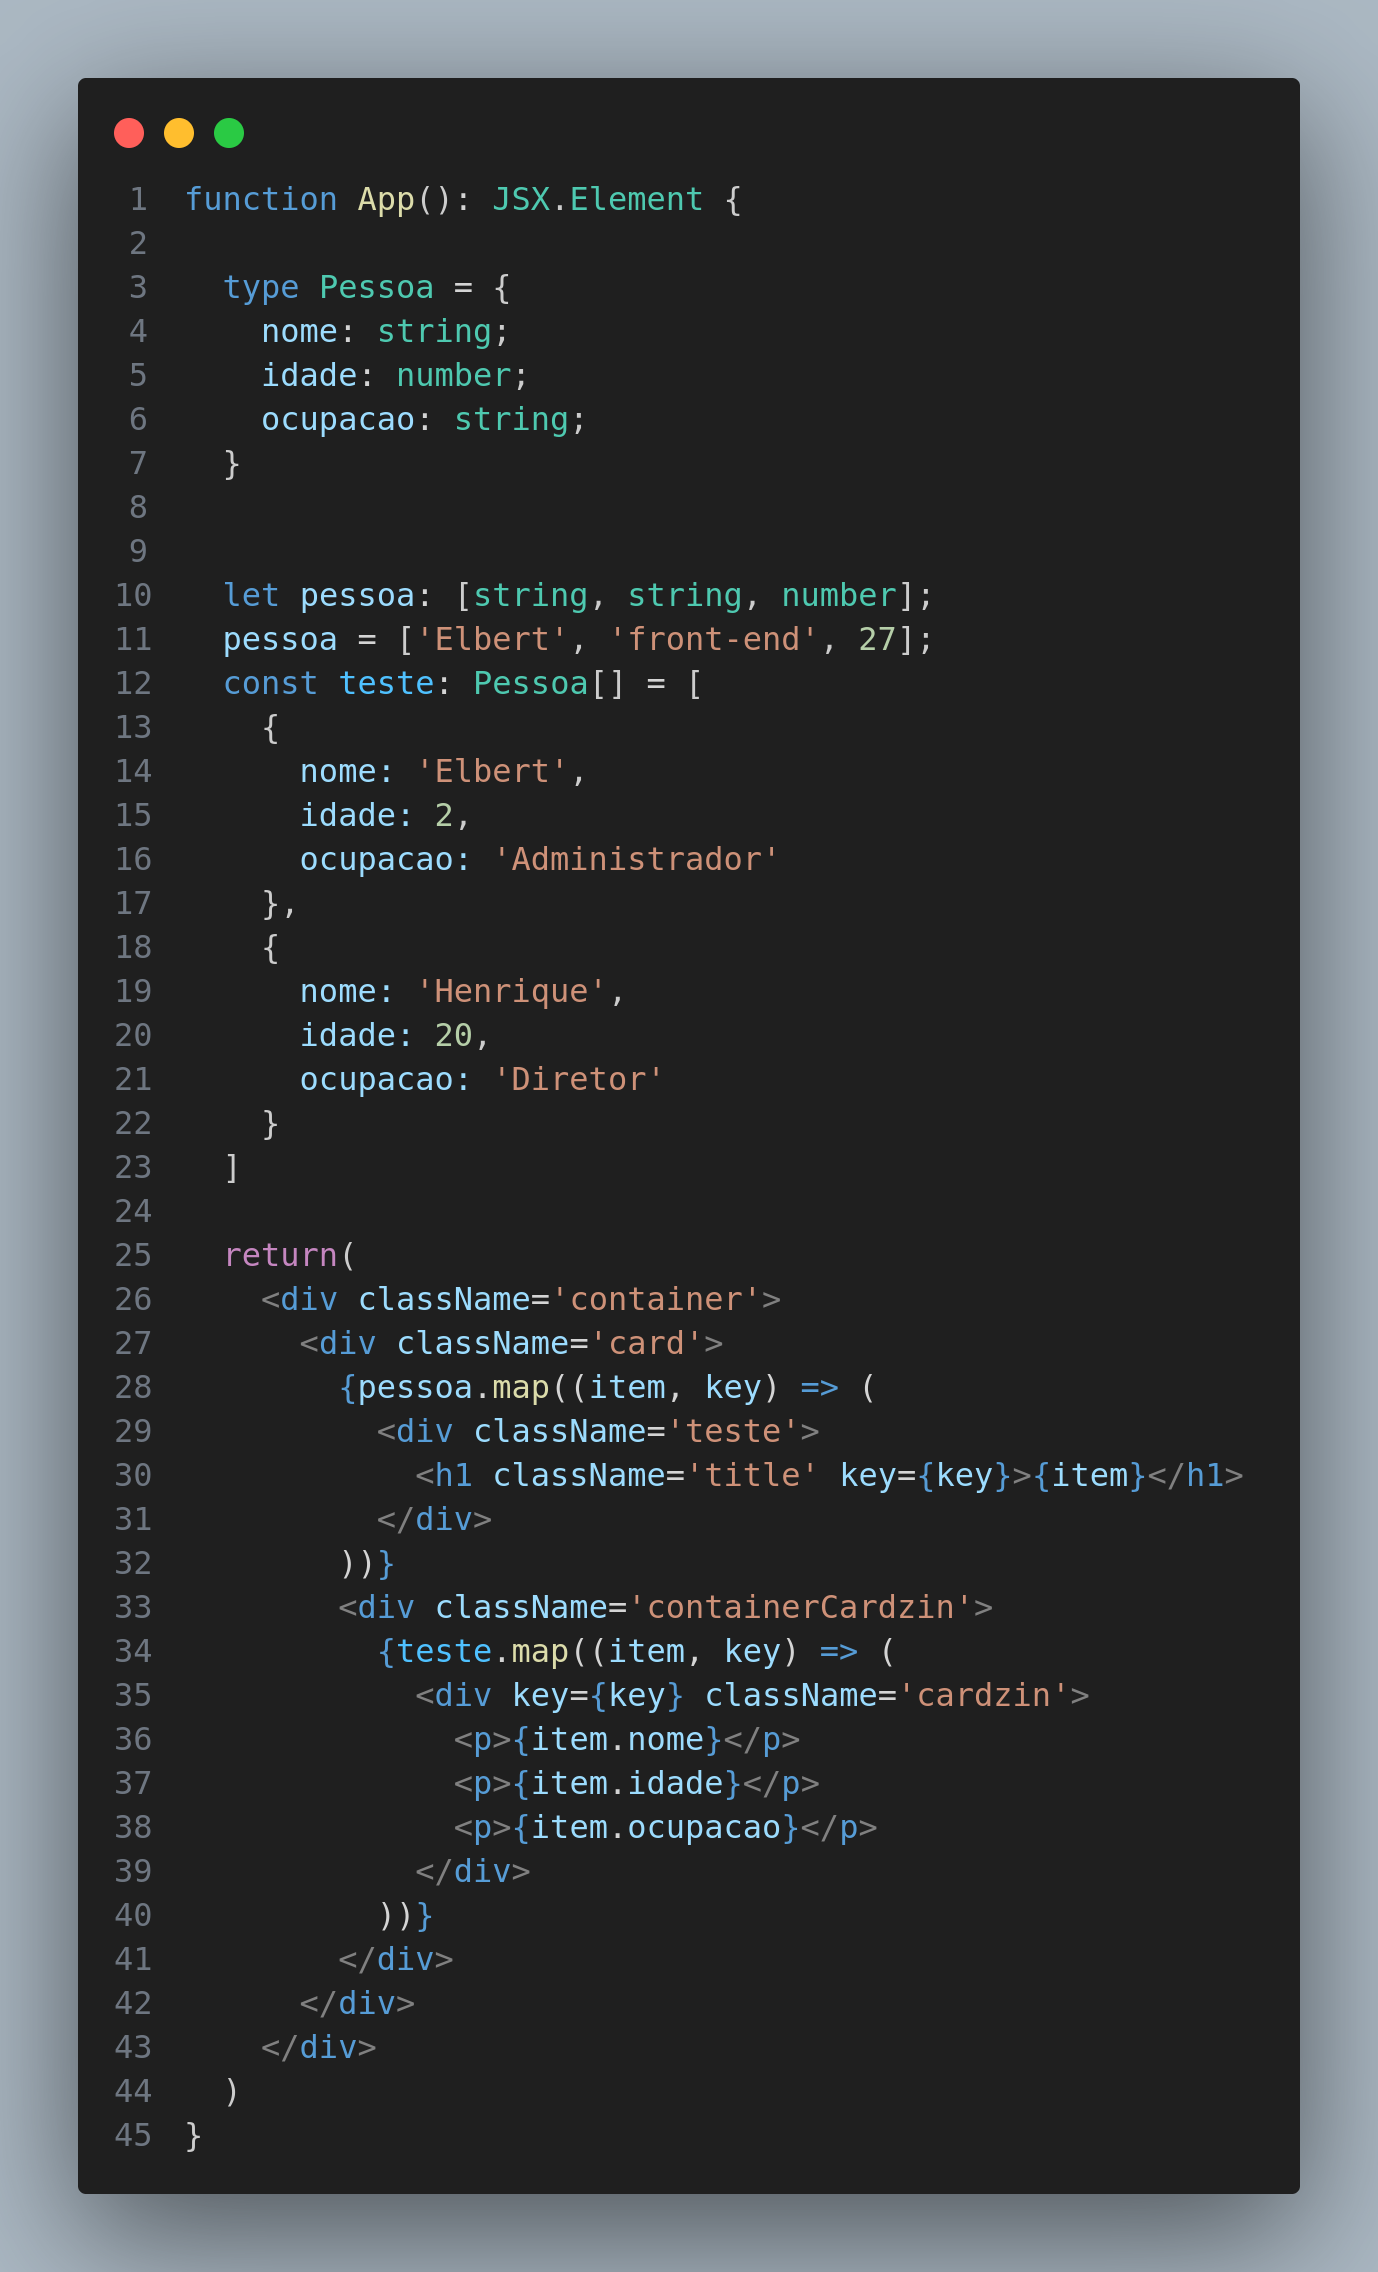 1 function App(): JSX.Element {
2
3   type Pessoa = {
4     nome: string;
5     idade: number;
6     ocupacao: string;
7   }
8
9
10   let pessoa: [string, string, number];
11   pessoa = ['Elbert', 'front-end', 27];
12   const teste: Pessoa[] = [
13     {
14       nome: 'Elbert',
15       idade: 2,
16       ocupacao: 'Administrador'
17     },
18     {
19       nome: 'Henrique',
20       idade: 20,
21       ocupacao: 'Diretor'
22     }
23   ]
24
25   return(
26     <div className='container'>
27       <div className='card'>
28         {pessoa.map((item, key) => (
29           <div className='teste'>
30             <h1 className='title' key={key}>{item}</h1>
31           </div>
32         ))}
33         <div className='containerCardzin'>
34           {teste.map((item, key) => (
35             <div key={key} className='cardzin'>
36               <p>{item.nome}</p>
37               <p>{item.idade}</p>
38               <p>{item.ocupacao}</p>
39             </div>
40           ))}
41         </div>
42       </div>
43     </div>
44   )
45 }